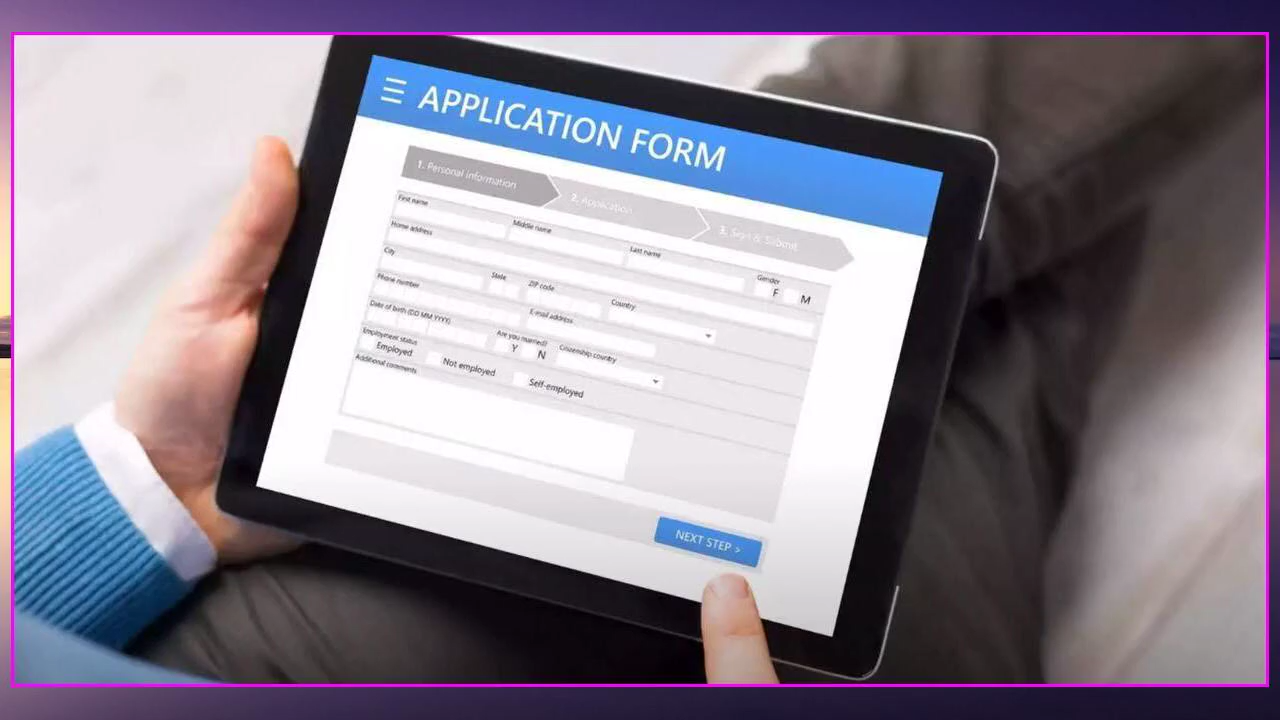 APPLICATION FORM
1. Personal information
2. Application
3. Sign & Submit
First name
Middle name
Last name
Gender
F M
Home address
City
State
ZIP code
Country
Phone number
E-mail address
Date of birth (DD MM YYYY)
Are you married?
Y N
Citizenship country
Employment status
Employed Not employed Self-employed
Additional comments
NEXT STEP >